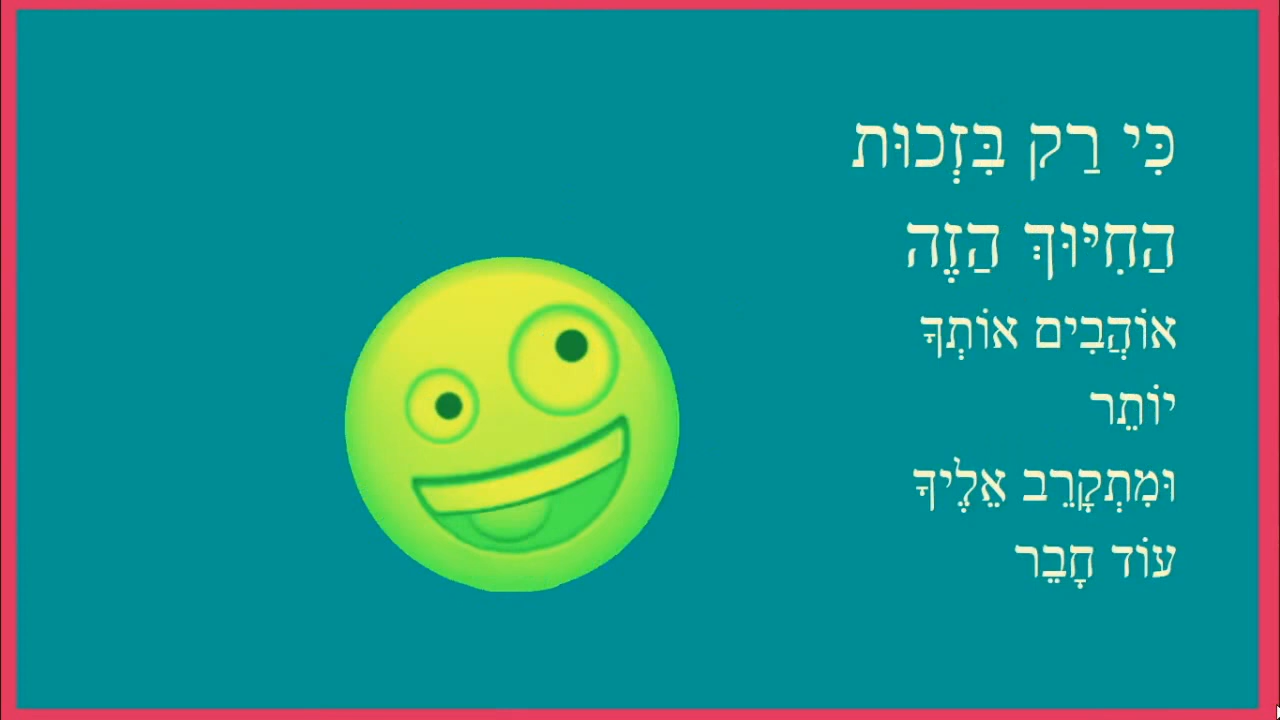 כִּי רַק בִּזְכוּת
הַחִיּוּךְ הַזֶּה
אוֹהֲבִים אוֹתְךָ
יוֹתֵר
וּמִתְקָרֵב אֵלֶיךָ
עוֹד חָבֵר